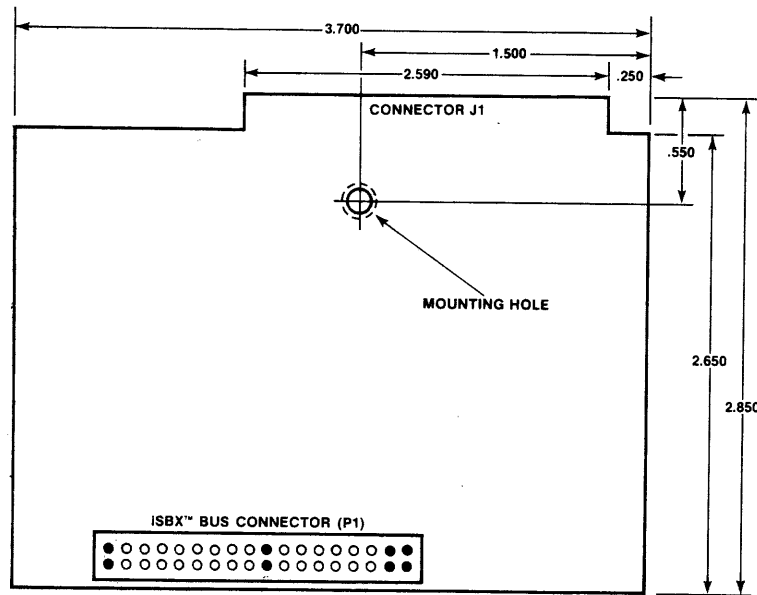 3.700
1.500
2.590
.250
CONNECTOR J1
.550
MOUNTING HOLE
2.650
2.850
iSBX™ BUS CONNECTOR (P1)